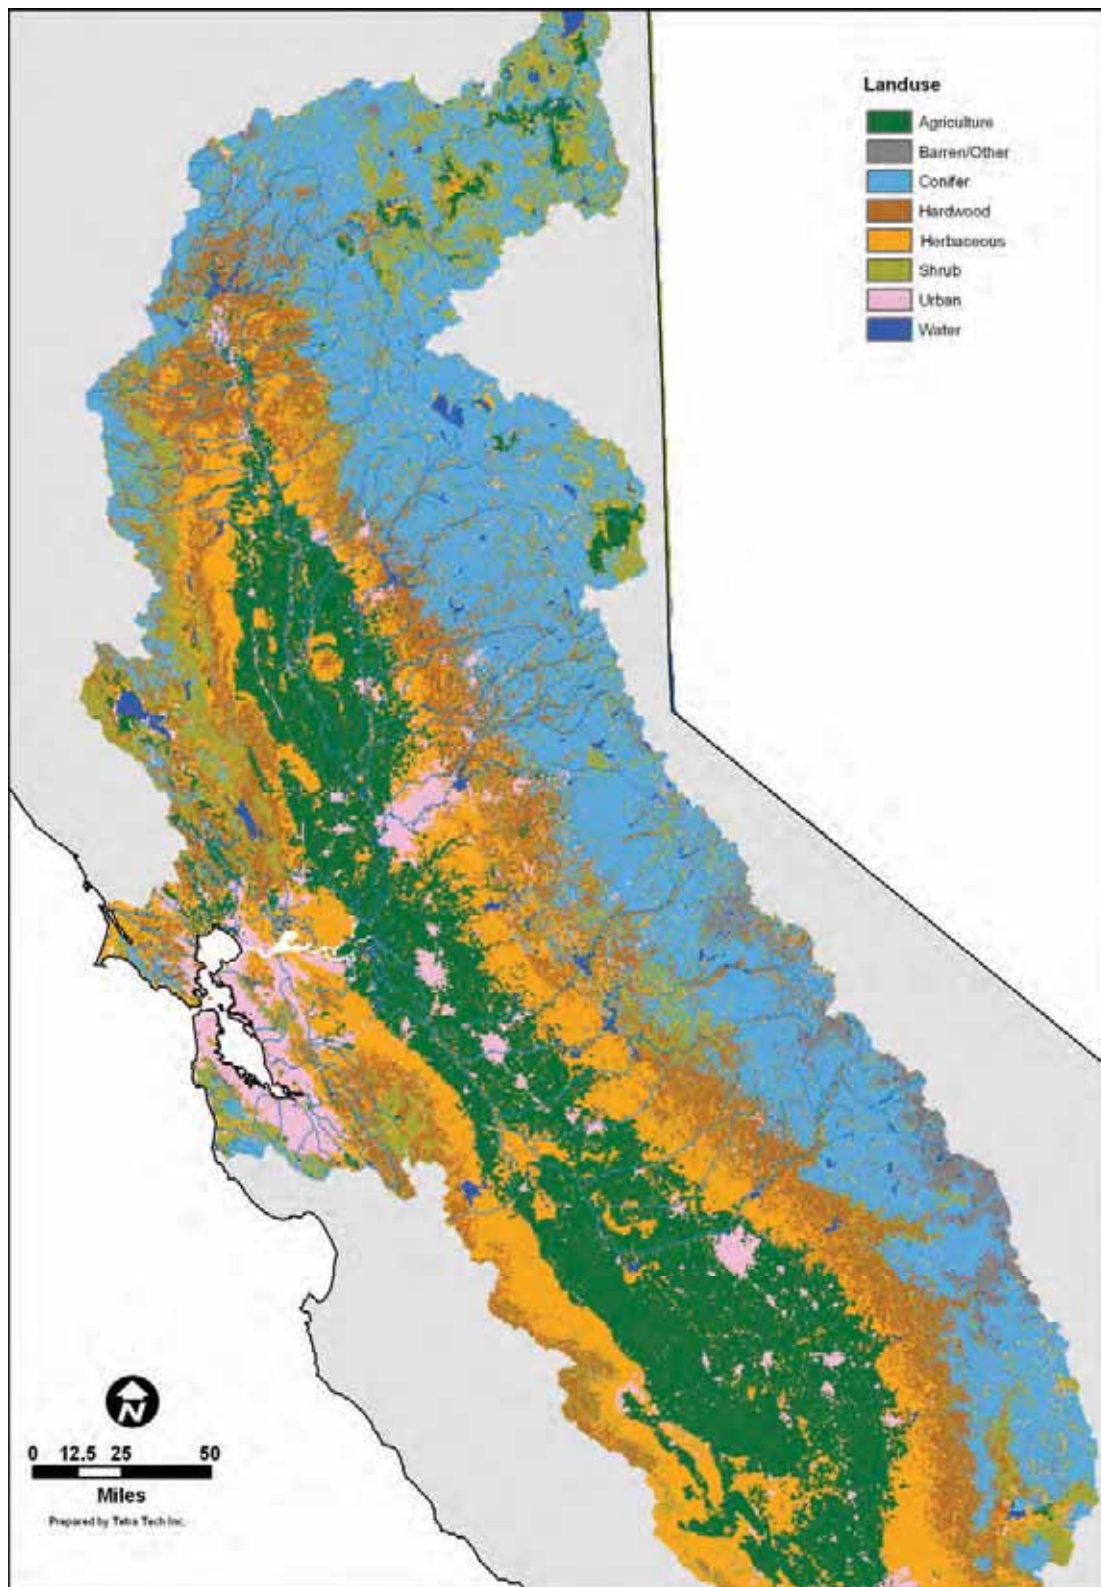 Landuse
Agriculture
Barren/Other
Conifer
Hardwood
Herbaceous
Shrub
Urban
Water
N
0 12.5 25 50
Miles
Prepared by Tetra Tech Inc.